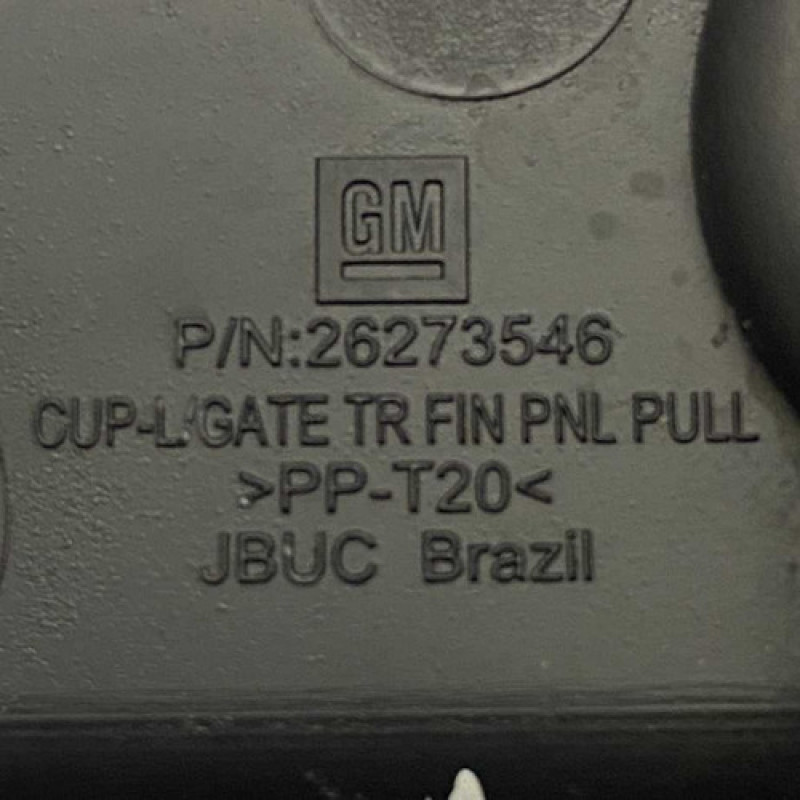 GM
P/N:26273546
CUP-L/GATE TR FIN PNL PULL
>PP-T20<
JBUC Brazil